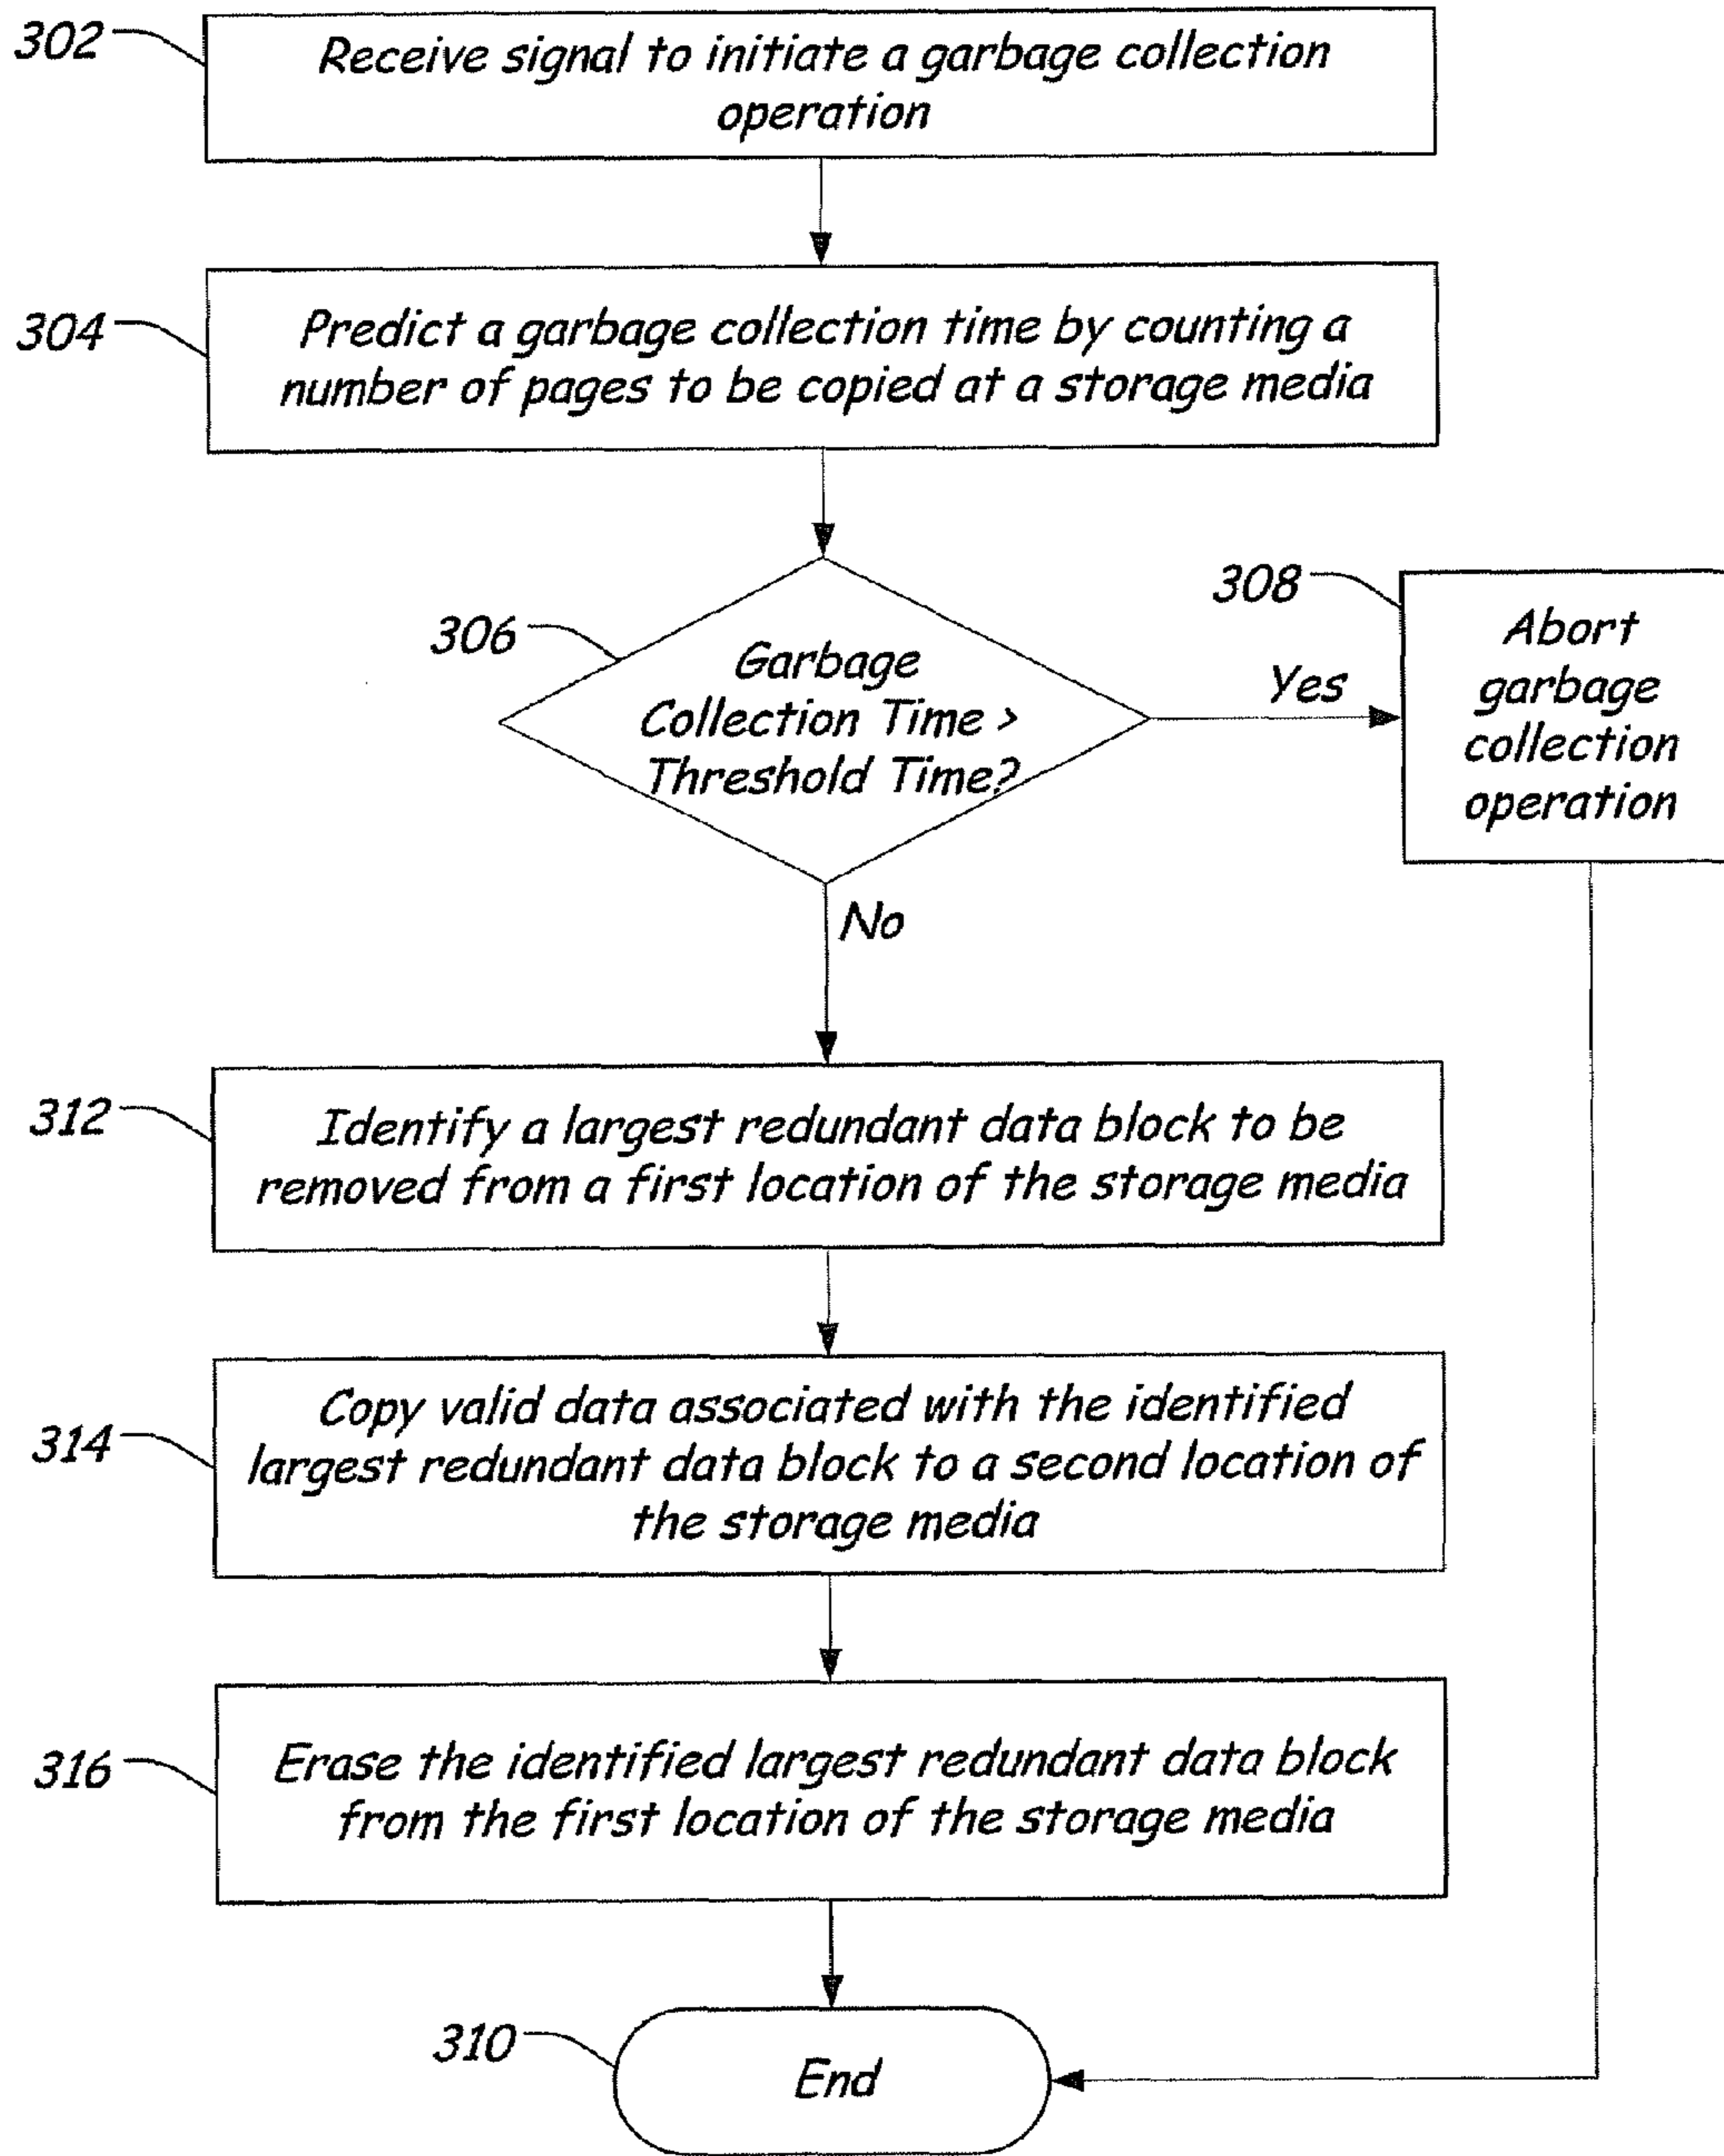 302
Receive signal to initiate a garbage collection
operation
304
Predict a garbage collection time by counting a
number of pages to be copied at a storage media
306
Garbage
Collection Time >
Threshold Time?
Yes
308
Abort
garbage
collection
operation
No
312
Identify a largest redundant data block to be
removed from a first location of the storage media
314
Copy valid data associated with the identified
largest redundant data block to a second location of
the storage media
316
Erase the identified largest redundant data block
from the first location of the storage media
310
End